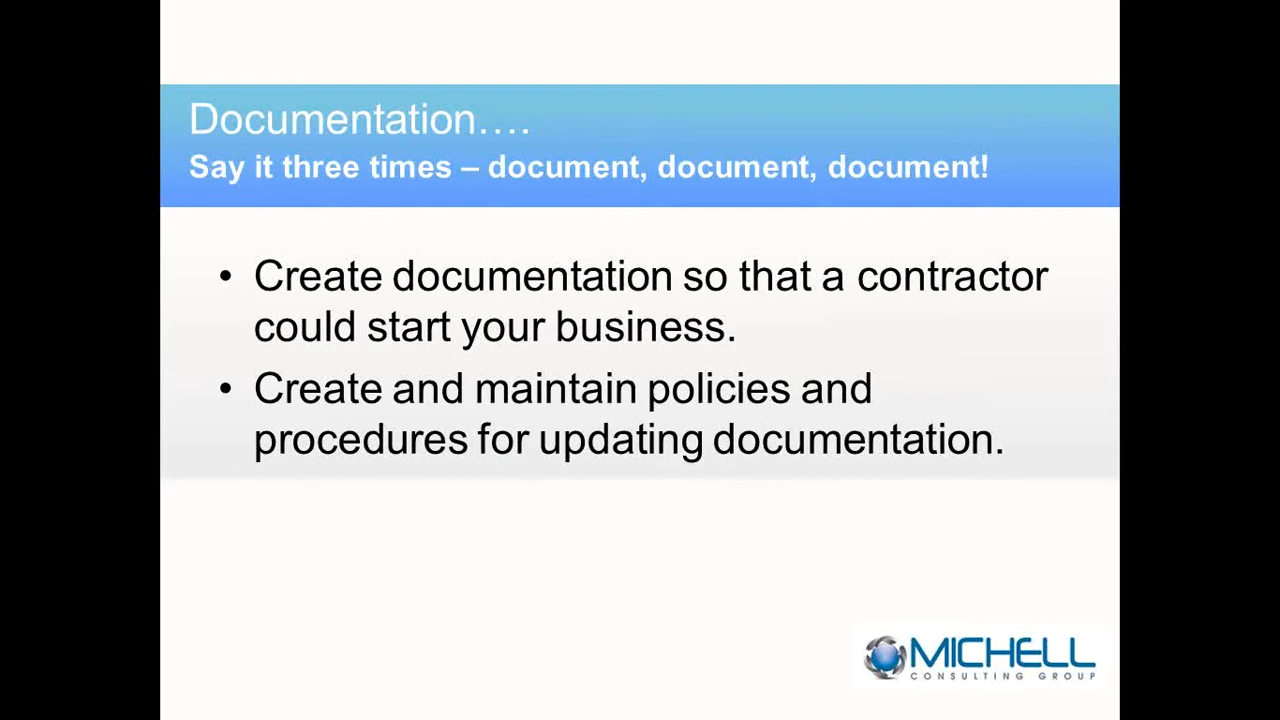 Documentation....
Say it three times – document, document, document!
• Create documentation so that a contractor
could start your business.
• Create and maintain policies and
procedures for updating documentation.
MICHELL
CONSULTING GROUP